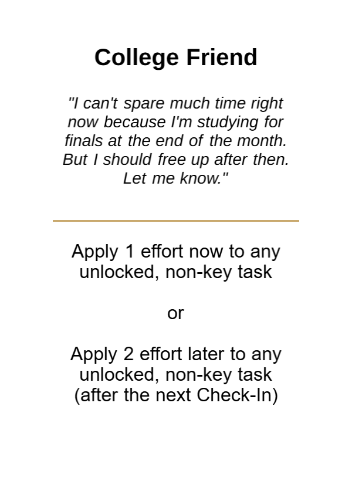 College Friend
"I can't spare much time right
now because I'm studying for
finals at the end of the month.
But I should free up after then.
Let me know."
Apply 1 effort now to any
unlocked, non-key task
or
Apply 2 effort later to any
unlocked, non-key task
(after the next Check-In)